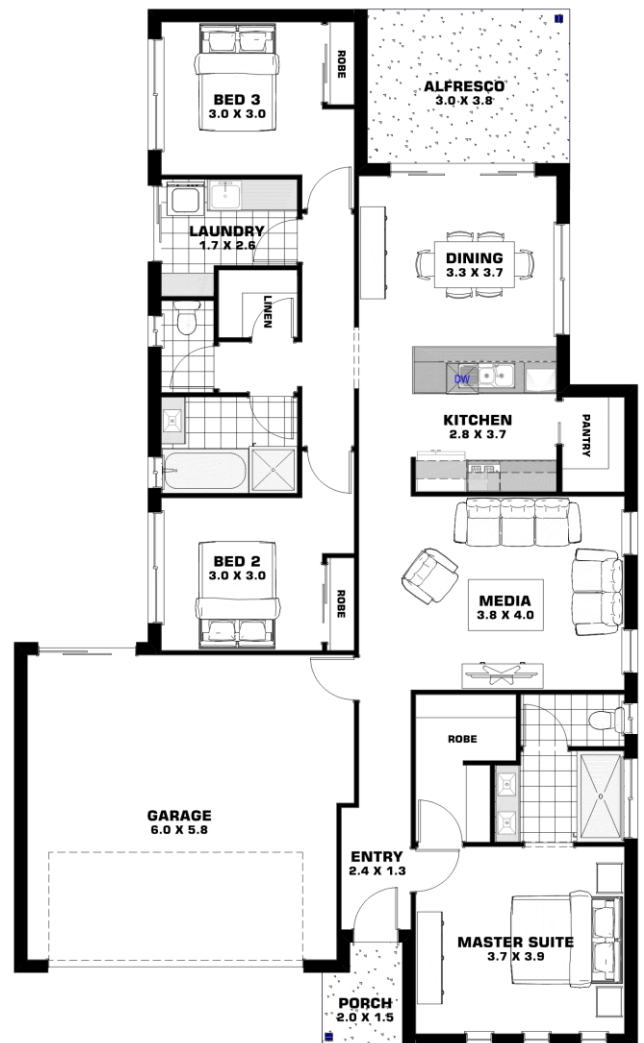 ROBE
BED 3
3.0 X 3.0
ALFRESCO
3.0 X 3.8
LAUNDRY
1.7 X 2.6
DINING
3.3 X 3.7
LINEN
DW
KITCHEN
2.8 X 3.7
PANTRY
BED 2
3.0 X 3.0
ROBE
MEDIA
3.8 X 4.0
ROBE
GARAGE
6.0 X 5.8
ENTRY
2.4 X 1.3
MASTER SUITE
3.7 X 3.9
PORCH
2.0 X 1.5